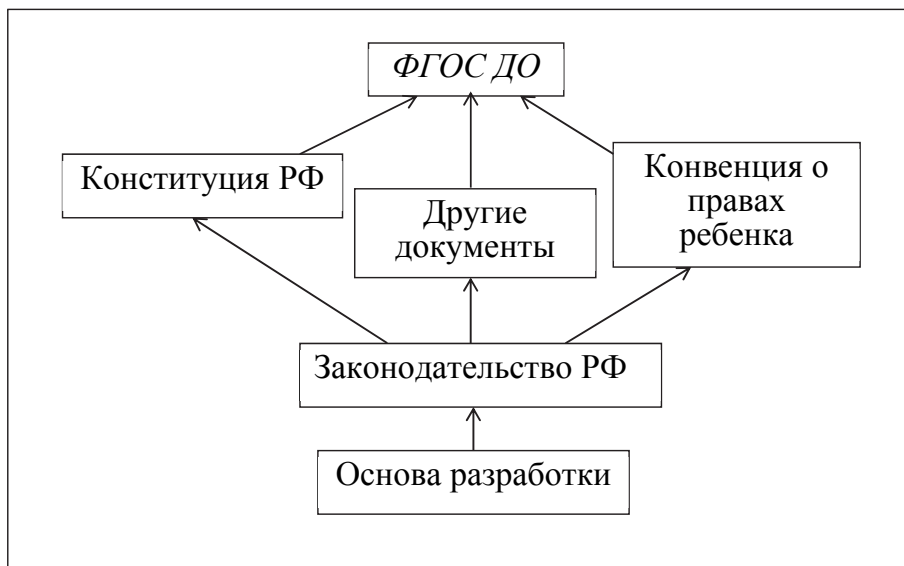 ФГОС ДО
Конституция РФ
Другие
документы
Конвенция о
правах
ребенка
Законодательство РФ
Основа разработки